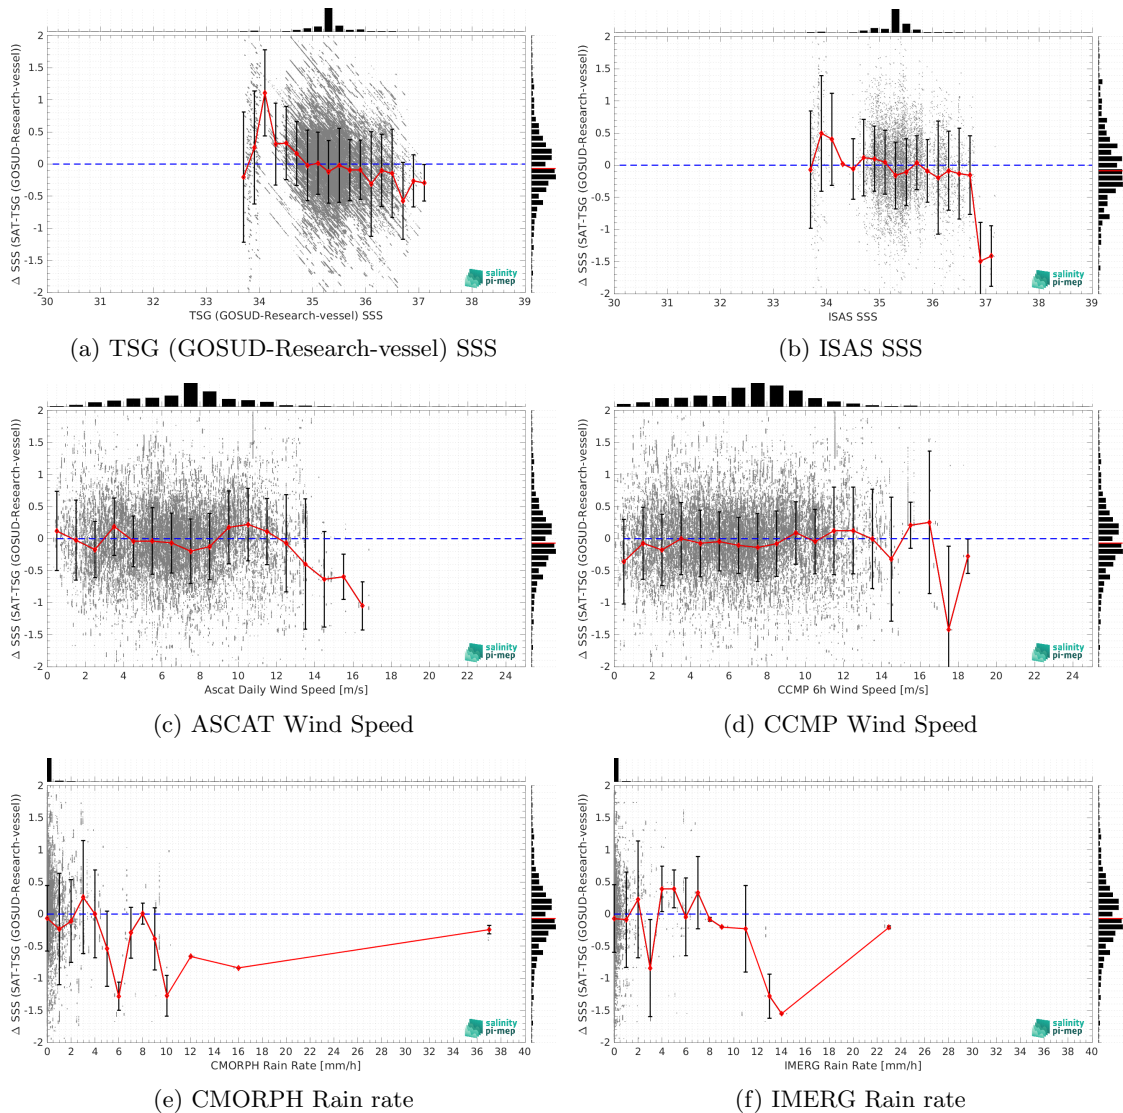 Δ SSS (SAT-TSG (GOSUD-Research-vessel))
2
1.5
1
0.5
0
-0.5
-1
-1.5
-2
30 31 32 33 34 35 36 37 38 39
TSG (GOSUD-Research-vessel) SSS
salinity
pi-mep
(a) TSG (GOSUD-Research-vessel) SSS
Δ SSS (SAT-TSG (GOSUD-Research-vessel))
2
1.5
1
0.5
0
-0.5
-1
-1.5
-2
30 31 32 33 34 35 36 37 38 39
ISAS SSS
salinity
pi-mep
(b) ISAS SSS
Δ SSS (SAT-TSG (GOSUD-Research-vessel))
2
1.5
1
0.5
0
-0.5
-1
-1.5
-2
0 2 4 6 8 10 12 14 16 18 20 22 24
Ascat Daily Wind Speed [m/s]
salinity
pi-mep
(c) ASCAT Wind Speed
Δ SSS (SAT-TSG (GOSUD-Research-vessel))
2
1.5
1
0.5
0
-0.5
-1
-1.5
-2
0 2 4 6 8 10 12 14 16 18 20 22 24
CCMP 6h Wind Speed [m/s]
salinity
pi-mep
(d) CCMP Wind Speed
Δ SSS (SAT-TSG (GOSUD-Research-vessel))
2
1.5
1
0.5
0
-0.5
-1
-1.5
-2
0 2 4 6 8 10 12 14 16 18 20 22 24 26 28 30 32 34 36 38 40
CMORPH Rain Rate [mm/h]
salinity
pi-mep
(e) CMORPH Rain rate
Δ SSS (SAT-TSG (GOSUD-Research-vessel))
2
1.5
1
0.5
0
-0.5
-1
-1.5
-2
0 2 4 6 8 10 12 14 16 18 20 22 24 26 28 30 32 34 36 38 40
IMERG Rain Rate [mm/h]
salinity
pi-mep
(f) IMERG Rain rate